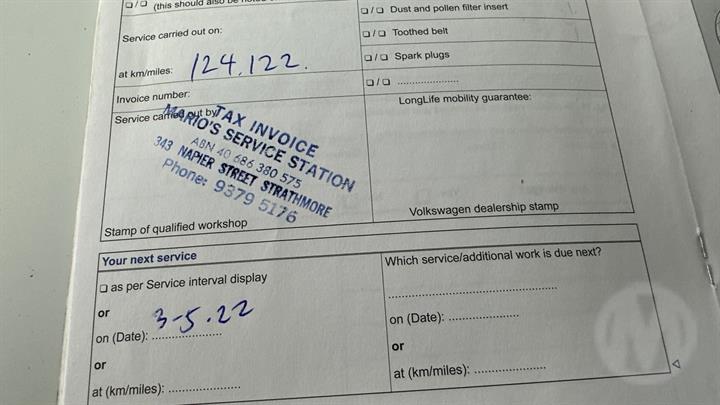 (this should also be
Service carried out on:
at km/miles: 124,122.
Invoice number:
Service carried out by:
TAX INVOICE
MARIO'S SERVICE STATION
ABN 40 686 380 575
343 NAPIER STREET STRATHMORE
Phone: 9379 5176
Stamp of qualified workshop
☐ / ☐ Dust and pollen filter insert
☐ / ☐ Toothed belt
☐ / ☐ Spark plugs
☐ / ☐ .....................
LongLife mobility guarantee:
Volkswagen dealership stamp
Your next service
☐ as per Service interval display
or
3-5.22
on (Date): .....................
or
at (km/miles): .....................
Which service/additional work is due next?
..................................................
on (Date): .....................
or
at (km/miles): .....................
M